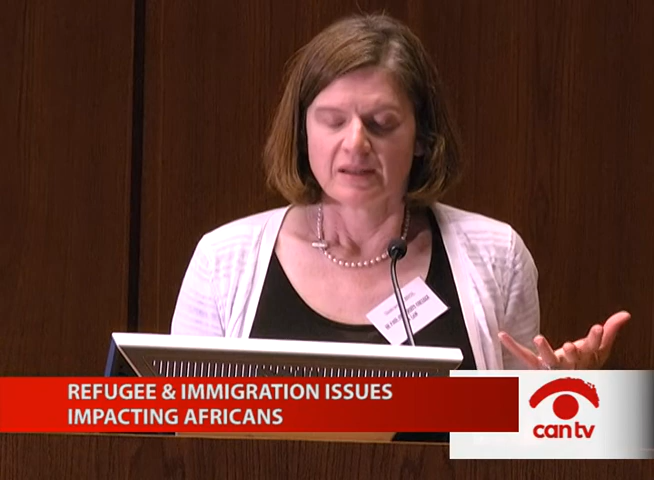 REFUGEE & IMMIGRATION ISSUES
IMPACTING AFRICANS
can tv